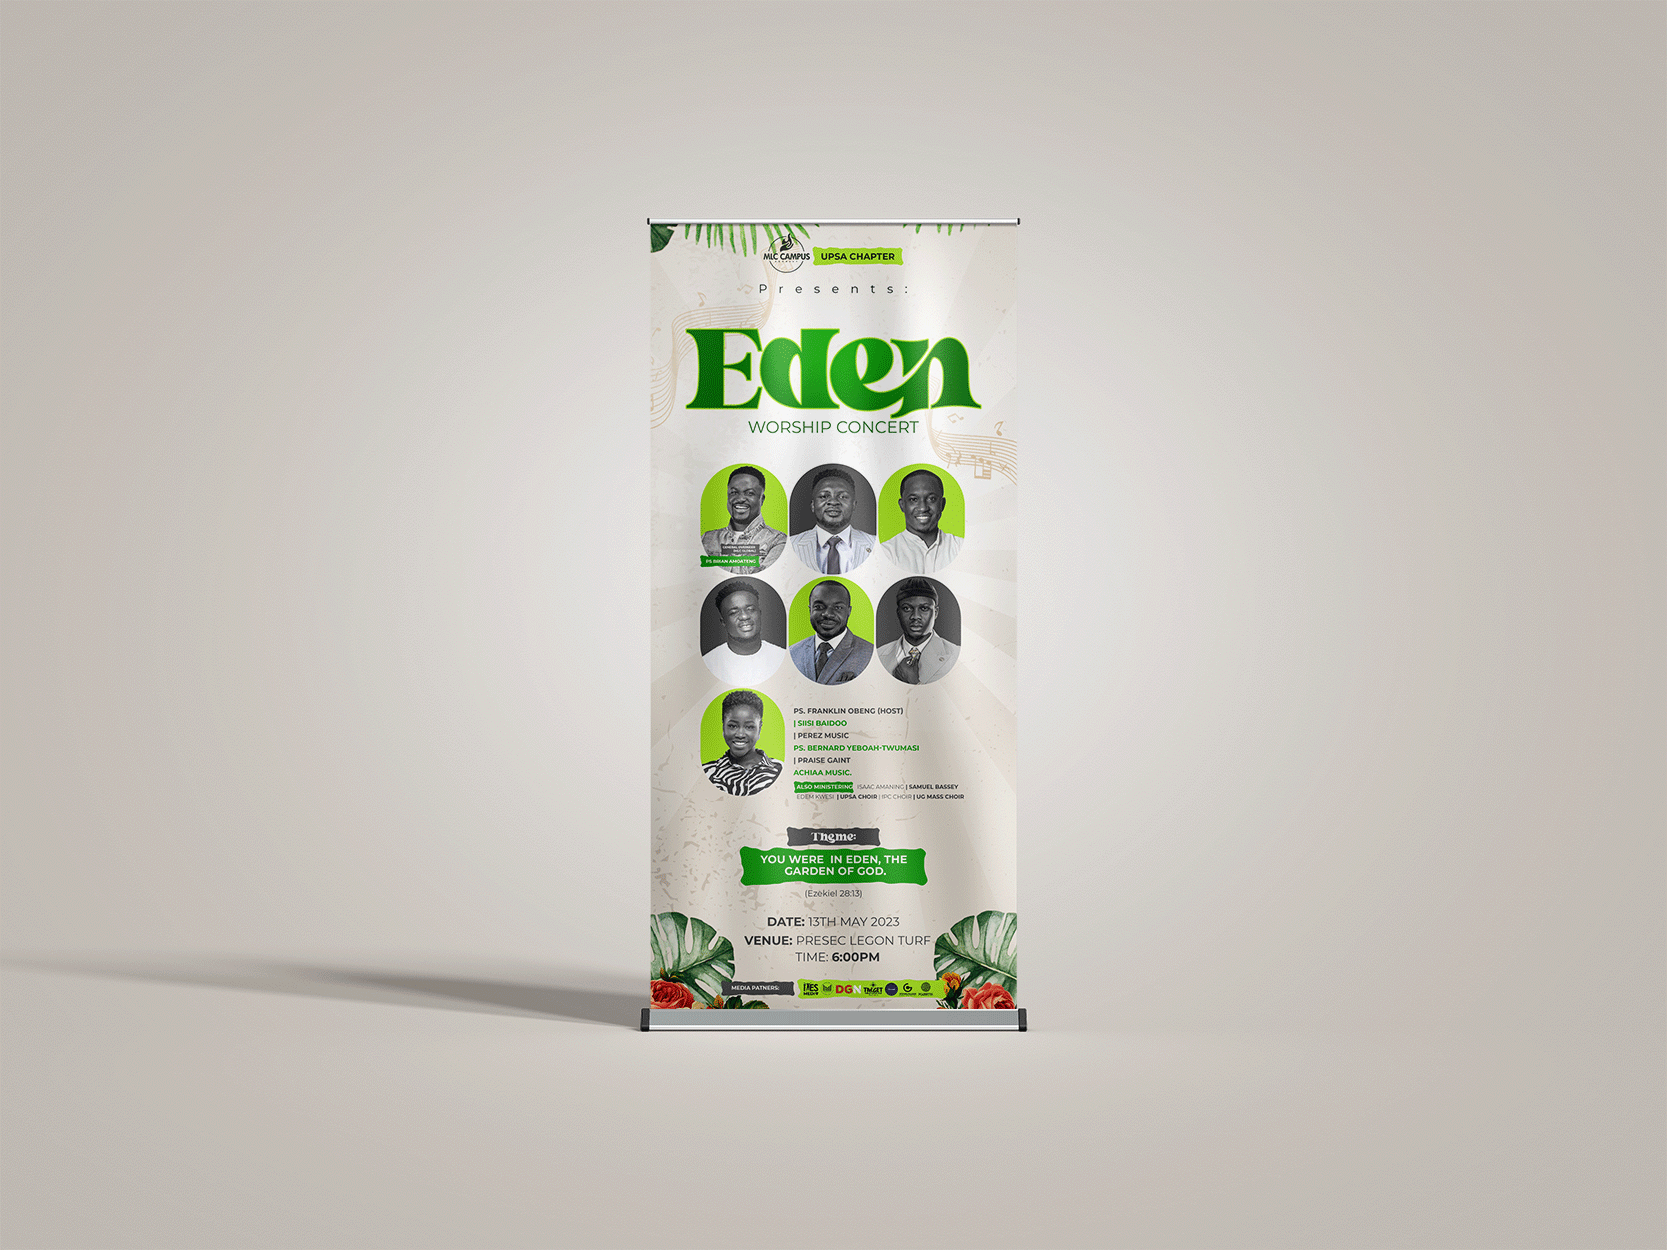 MLC CAMPUS
UPSA CHAPTER
Presents:
Eden
WORSHIP CONCERT
PS BRIAN AMOATENG
PS. FRANKLIN OBENG (HOST)
| SIISI BAIDOO
| PEREZ MUSIC
PS. BERNARD YEBOAH-TWUMASI
| PRAISE GAINT
ACHIAA MUSIC.
ALSO MINISTERING ISAAC AMANING | SAMUEL BASSEY
EDEM KWESI | UPSA CHOIR | IPC CHOIR | UG MASS CHOIR
Theme:
YOU WERE IN EDEN, THE
GARDEN OF GOD.
(Ezekiel 28:13)
DATE: 13TH MAY 2023
VENUE: PRESEC LEGON TURF
TIME: 6:00PM
MEDIA PATNERS:
DGN